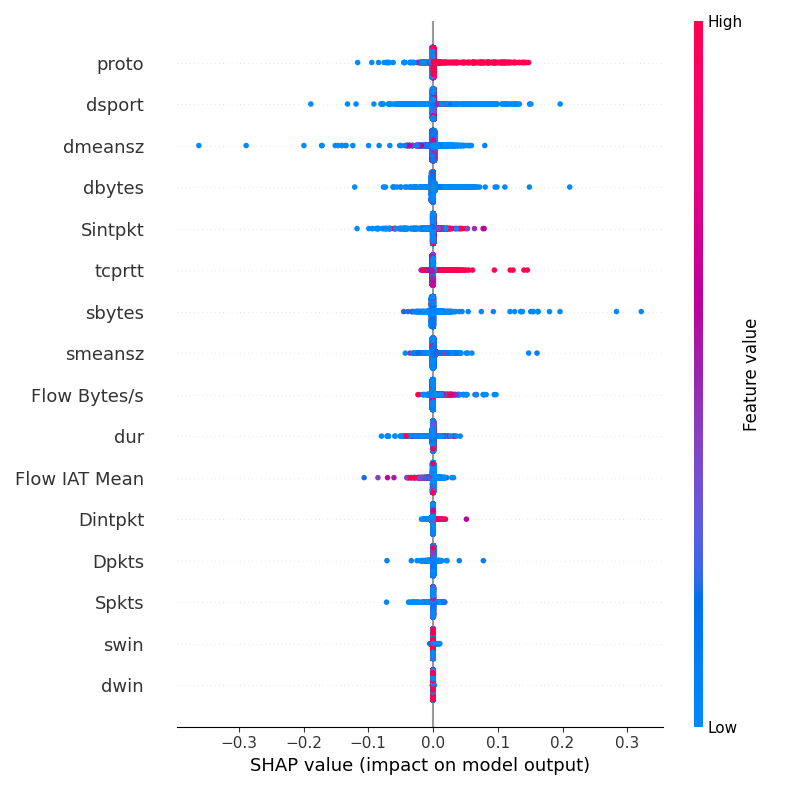 High
proto
dsport
dmeansz
dbytes
Sintpkt
tcprtt
sbytes
smeansz
Flow Bytes/s
dur
Flow IAT Mean
Dintpkt
Dpkts
Spkts
swin
dwin
Feature value
Low
−0.3 −0.2 −0.1 0.0 0.1 0.2 0.3
SHAP value (impact on model output)